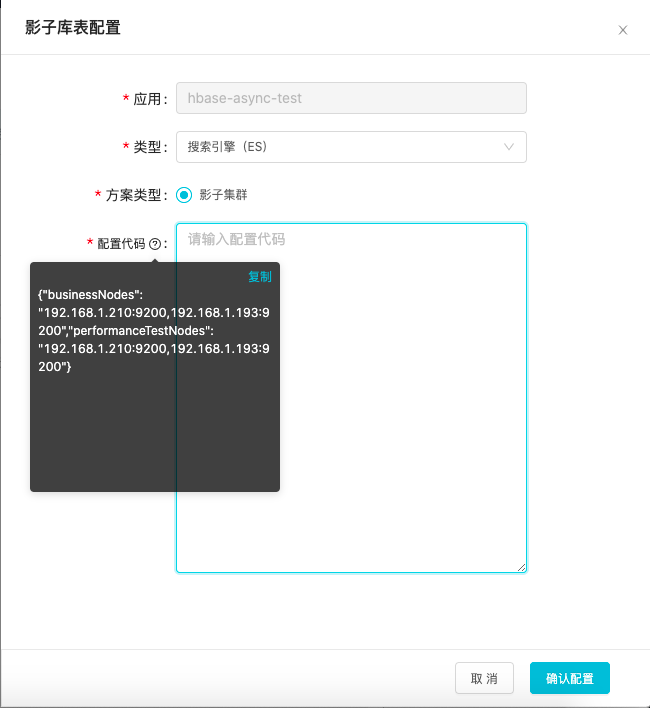 影子库表配置
* 应用:
hbase-async-test
* 类型:
搜索引擎（ES）
* 方案类型:
影子集群
* 配置代码 ?:
请输入配置代码
复制
{"businessNodes":
"192.168.1.210:9200,192.168.1.193:9
200","performanceTestNodes":
"192.168.1.210:9200,192.168.1.193:9
200"}
取 消
确认配置